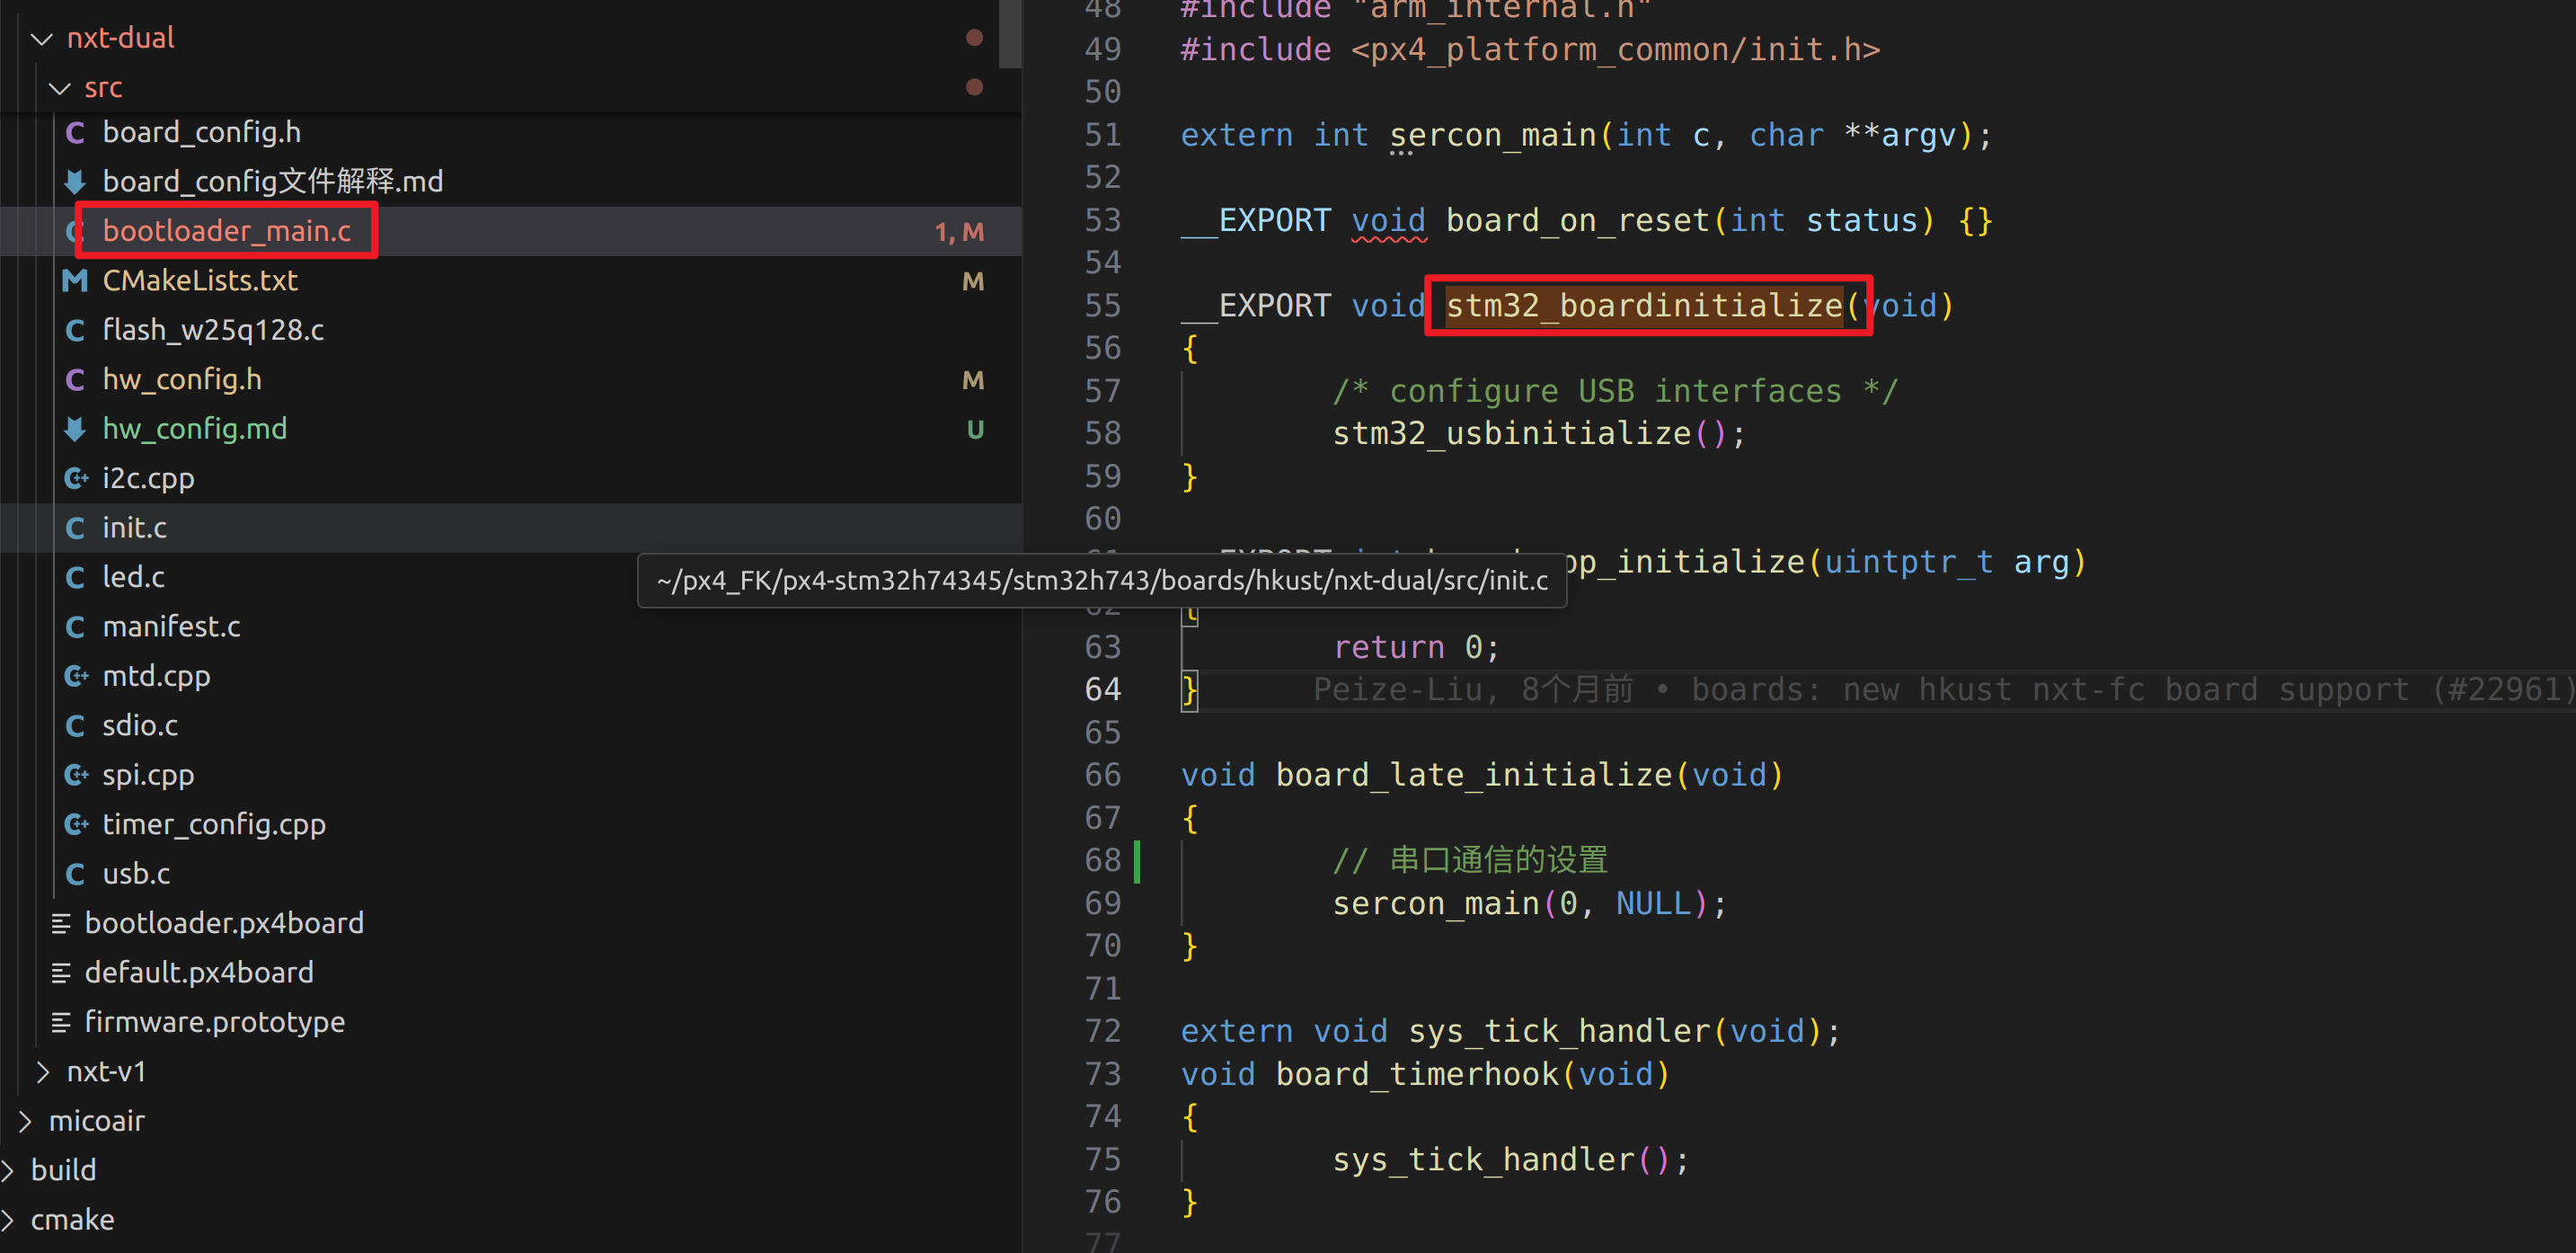 nxt-dual
src
board_config.h
board_config文件解释.md
bootloader_main.c 1, M
CMakeLists.txt M
flash_w25q128.c
hw_config.h M
hw_config.md U
i2c.cpp
init.c
led.c
manifest.c
mtd.cpp
sdio.c
spi.cpp
timer_config.cpp
usb.c
bootloader.px4board
default.px4board
firmware.prototype
nxt-v1
micoair
build
cmake
~/px4_FK/px4-stm32h74345/stm32h743/boards/hkust/nxt-dual/src/init.c
48 #include "arm_internal.h"
49 #include <px4_platform_common/init.h>
50
51 extern int sercon_main(int c, char **argv);
52
53 __EXPORT void board_on_reset(int status) {}
54
55 __EXPORT void stm32_boardinitialize(void)
56 {
57 /* configure USB interfaces */
58 stm32_usbinitialize();
59 }
60
pp_initialize(uintptr_t arg)
62 {
63 return 0;
64 } Peize-Liu, 8个月前 • boards: new hkust nxt-fc board support (#22961)
65
66 void board_late_initialize(void)
67 {
68 // 串口通信的设置
69 sercon_main(0, NULL);
70 }
71
72 extern void sys_tick_handler(void);
73 void board_timerhook(void)
74 {
75 sys_tick_handler();
76 }
77